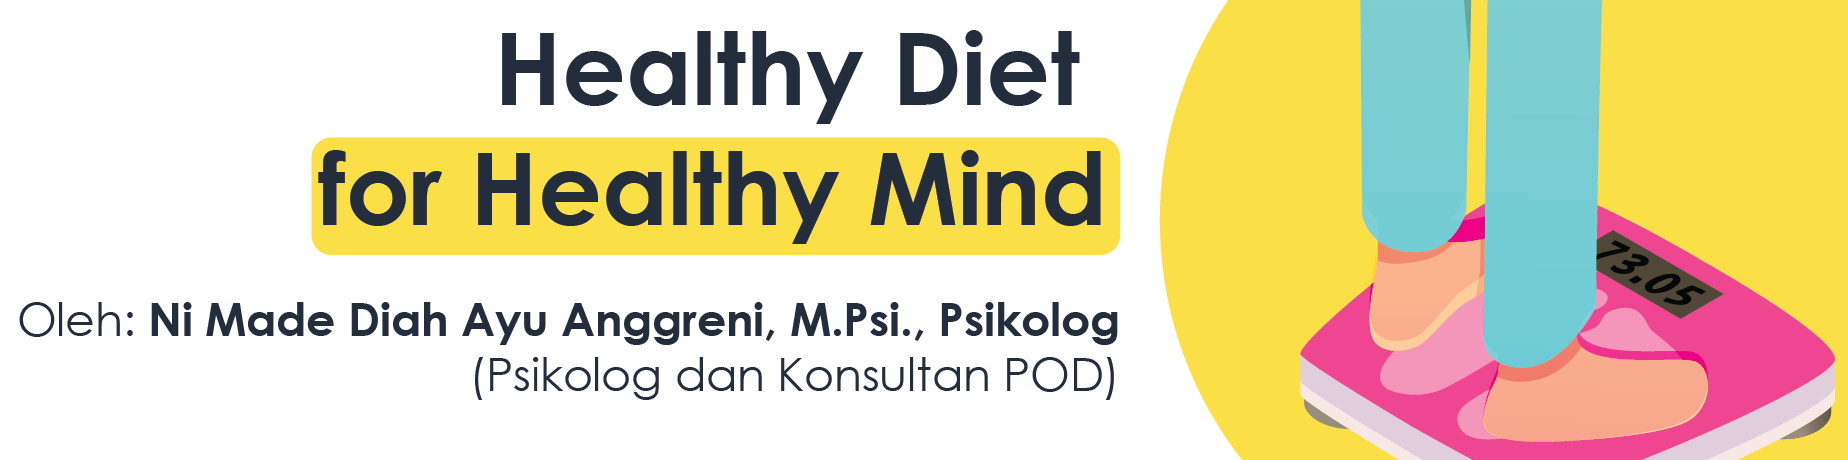 Healthy Diet
for Healthy Mind
Oleh: Ni Made Diah Ayu Anggreni, M.Psi., Psikolog
(Psikolog dan Konsultan POD)
73.05